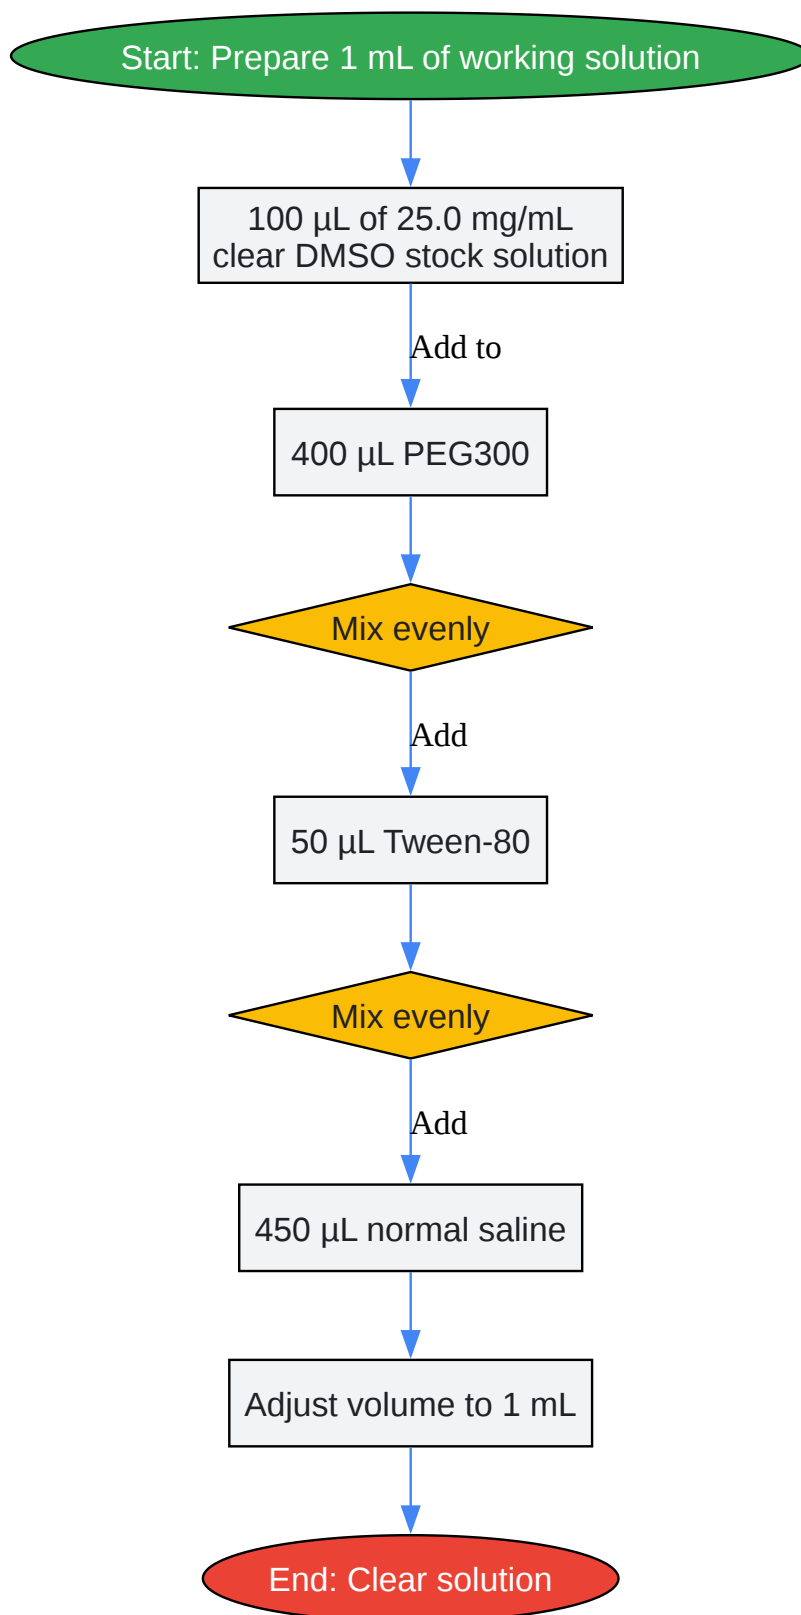 Start: Prepare 1 mL of working solution
100 µL of 25.0 mg/mL
clear DMSO stock solution
Add to
400 µL PEG300
Mix evenly
Add
50 µL Tween-80
Mix evenly
Add
450 µL normal saline
Adjust volume to 1 mL
End: Clear solution